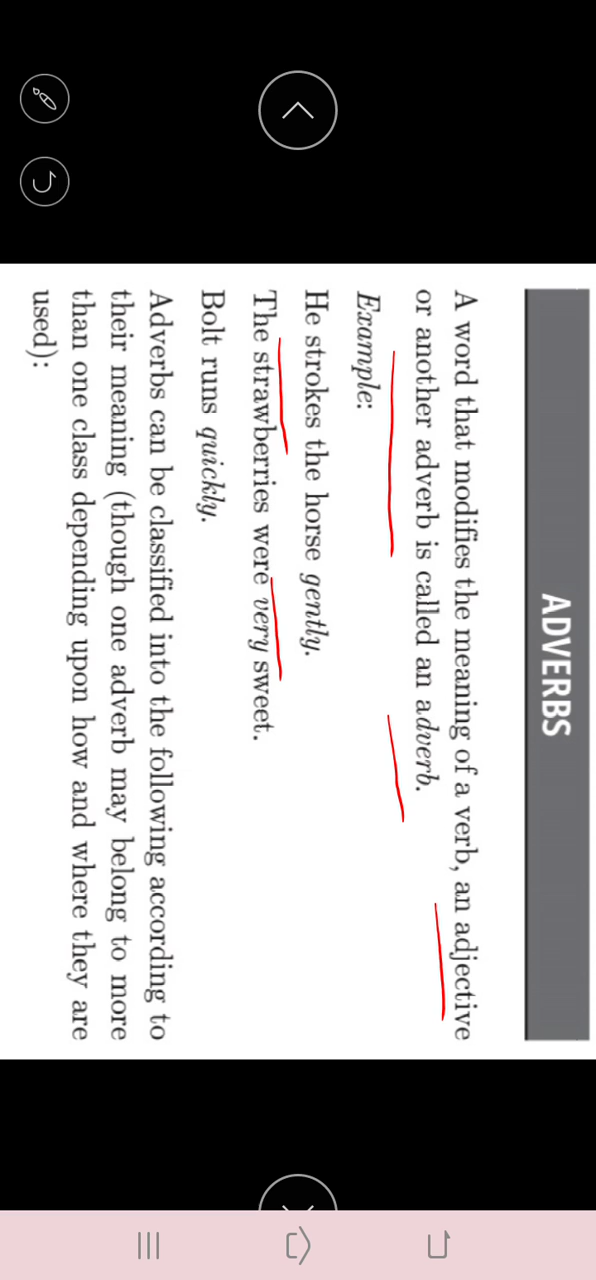 ADVERBS
A word that modifies the meaning of a verb, an adjective
or another adverb is called an adverb.
Example:
He strokes the horse gently.
The strawberries were very sweet.
Bolt runs quickly.
Adverbs can be classified into the following according to
their meaning (though one adverb may belong to more
than one class depending upon how and where they are
used):